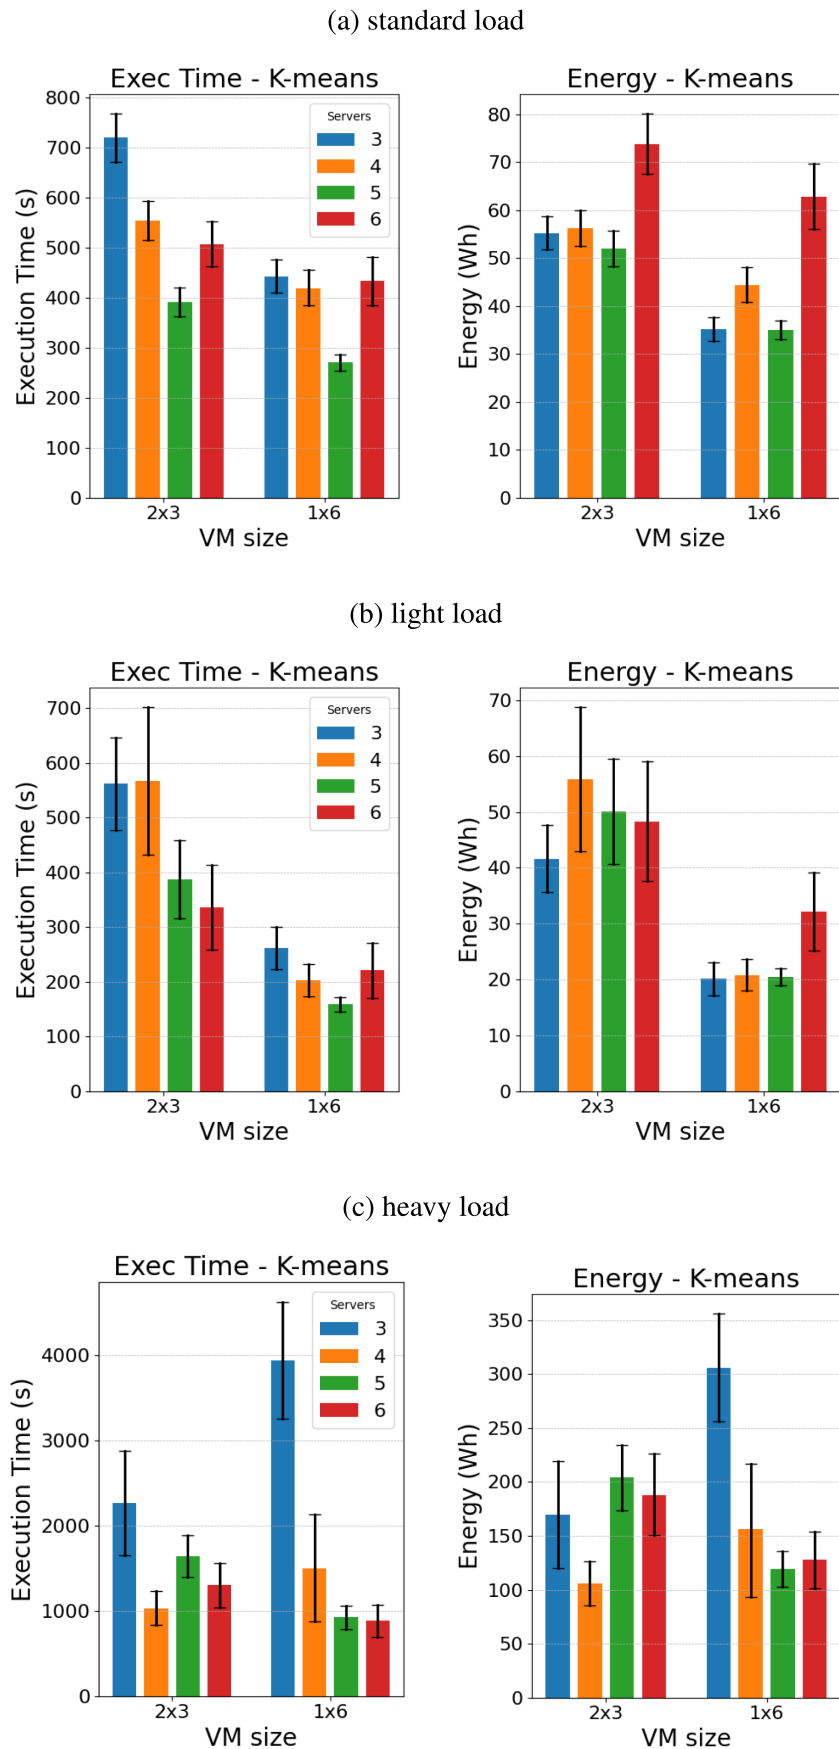 (a) standard load
Exec Time - K-means
Execution Time (s)
800
700
600
500
400
300
200
100
0
Servers
3
4
5
6
2x3
1x6
VM size
Energy - K-means
Energy (Wh)
80
70
60
50
40
30
20
10
0
2x3
1x6
VM size
(b) light load
Exec Time - K-means
Execution Time (s)
700
600
500
400
300
200
100
0
Servers
3
4
5
6
2x3
1x6
VM size
Energy - K-means
Energy (Wh)
70
60
50
40
30
20
10
0
2x3
1x6
VM size
(c) heavy load
Exec Time - K-means
Execution Time (s)
4000
3000
2000
1000
0
Servers
3
4
5
6
2x3
1x6
VM size
Energy - K-means
Energy (Wh)
350
300
250
200
150
100
50
0
2x3
1x6
VM size